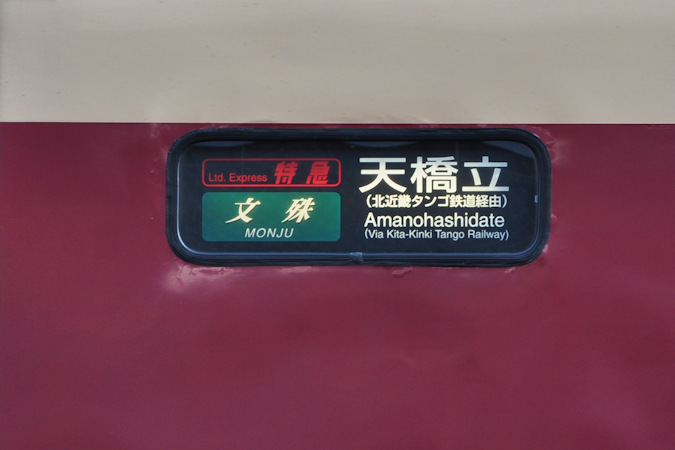 Ltd. Express 特急
文殊
MONJU
天橋立
(北近畿タンゴ鉄道経由)
Amanohashidate
(Via Kita-Kinki Tango Railway)